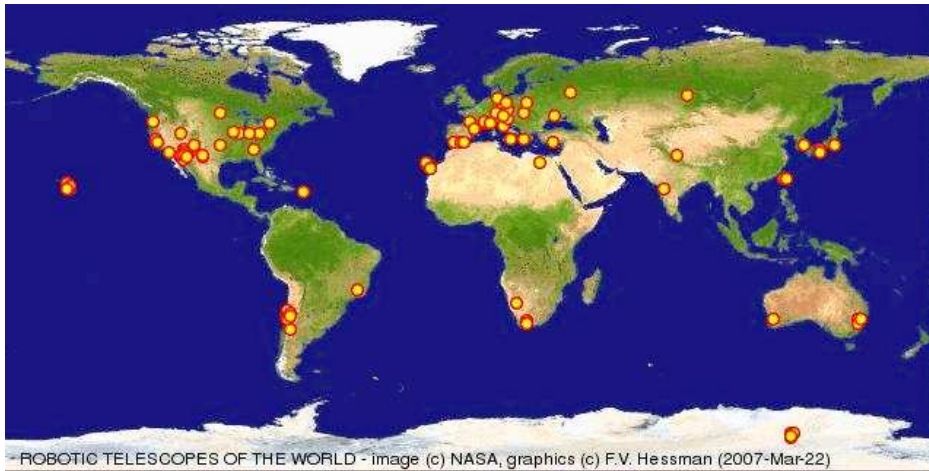 ROBOTIC TELESCOPES OF THE WORLD - image (c) NASA, graphics (c) F.V. Hessman (2007-Mar-22)